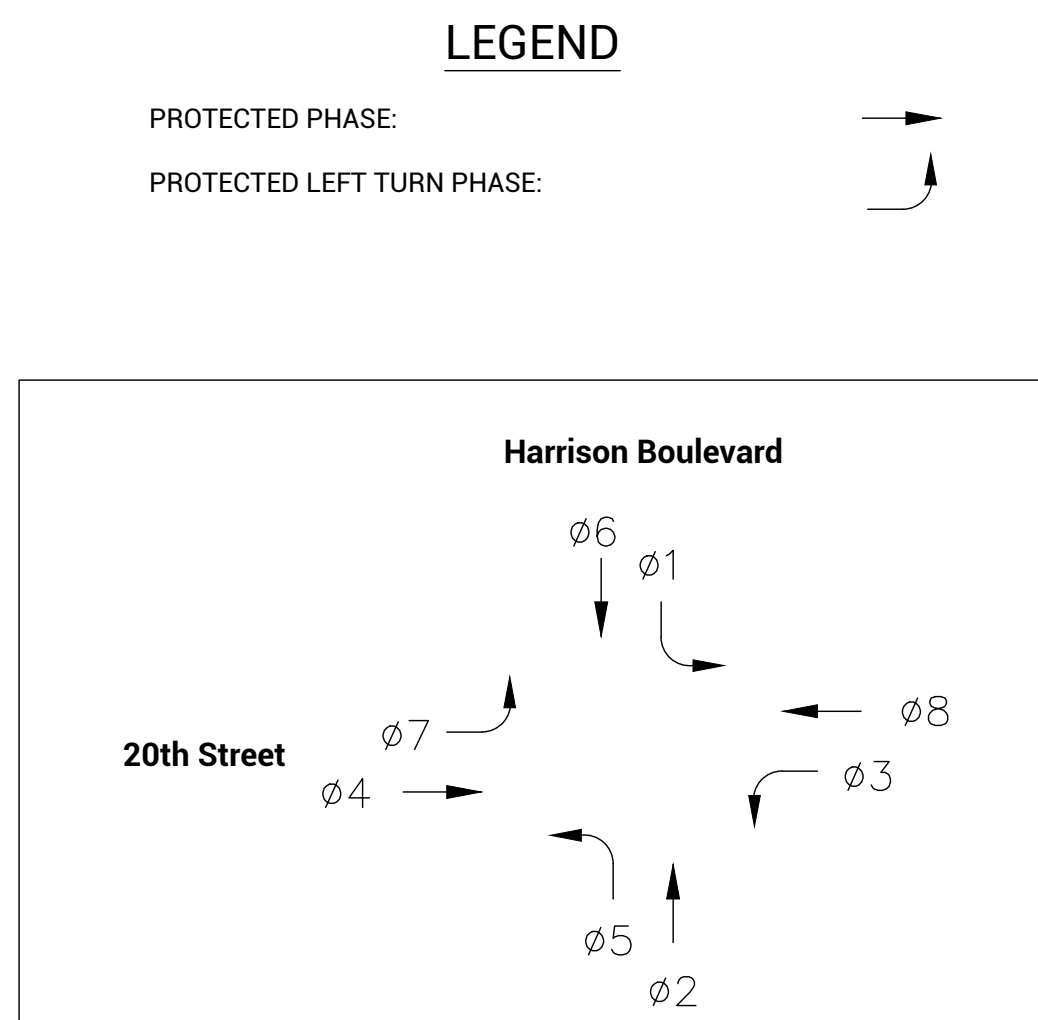 LEGEND
PROTECTED PHASE:
PROTECTED LEFT TURN PHASE:
Harrison Boulevard
ø6
ø1
ø8
ø7
20th Street
ø3
ø4
ø5
ø2